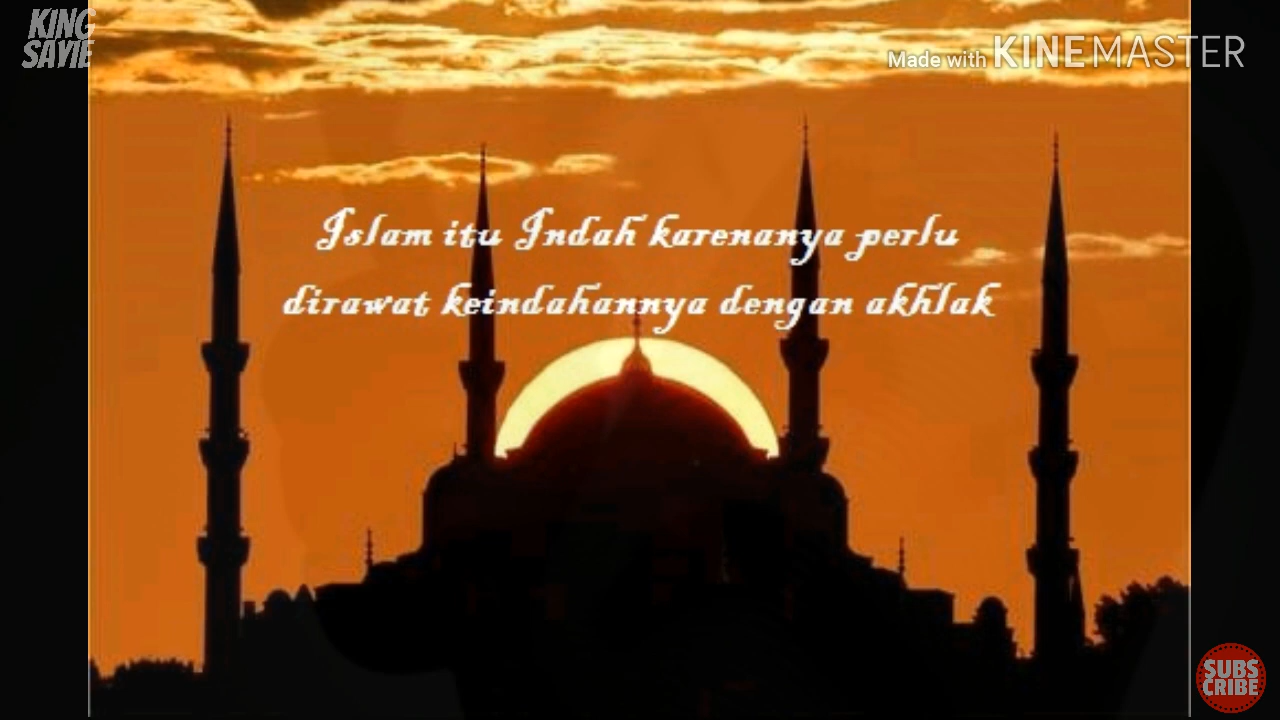 KING
SAVIE
Made with KINEMASTER
Islam itu Indah karenanya perlu
dirawat keindahannya dengan akhlak
SUBS
CRIBE